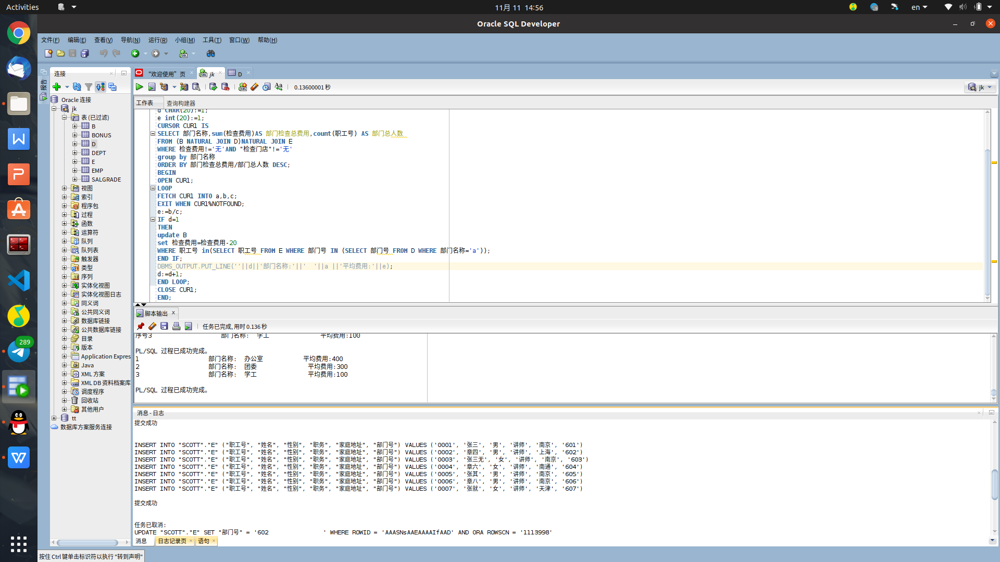 Activities
11月 11 14:56
en
Oracle SQL Developer
文件(F) 编辑(E) 查看(V) 导航(N) 运行(R) 小组(M) 工具(T) 窗口(W) 帮助(H)
报告
连接
Oracle 连接
jk
表 (已过滤)
B
BONUS
D
DEPT
E
EMP
SALGRADE
视图
索引
程序包
过程
函数
运算符
队列
队列表
触发器
类型
序列
实体化视图
实体化视图日志
同义词
公共同义词
数据库链接
公共数据库链接
目录
版本
Application Expres
Java
XML 方案
XML DB 资料档案库
调度程序
回收站
其他用户
tt
数据库方案服务连接
289
“欢迎使用” 页
jk
D
0.13600001 秒
jk
工作表
查询构建器
d CHAR(20):=1;
e int(20):=1;
CURSOR CUR1 IS
SELECT 部门名称,sum(检查费用)AS 部门检查总费用,count(职工号) AS 部门总人数
FROM (B NATURAL JOIN D)NATURAL JOIN E
WHERE 检查费用!='无'AND "检查门店"!='无'
group by 部门名称
ORDER BY 部门检查总费用/部门总人数 DESC;
BEGIN
OPEN CUR1;
LOOP
FETCH CUR1 INTO a,b,c;
EXIT WHEN CUR1%NOTFOUND;
e:=b/c;
IF d=1
THEN
update B
set 检查费用=检查费用-20
WHERE 职工号 in(SELECT 职工号 FROM E WHERE 部门号 IN (SELECT 部门号 FROM D WHERE 部门名称='a'));
END IF;
DBMS_OUTPUT.PUT_LINE(''||d||'部门名称:'||'  '||a ||'平均费用:'||e);
d:=d+1;
END LOOP;
CLOSE CUR1;
END;
脚本输出
任务已完成, 用时 0.136 秒
序号3 部门名称: 学工 平均费用:100
PL/SQL 过程已成功完成。
1 部门名称: 办公室 平均费用:400
2 部门名称: 团委 平均费用:300
3 部门名称: 学工 平均费用:100
PL/SQL 过程已成功完成。
消息 - 日志
提交成功
INSERT INTO "SCOTT"."E" ("职工号", "姓名", "性别", "职务", "家庭地址", "部门号") VALUES ('0001', '张三', '男', '讲师', '南京', '601')
INSERT INTO "SCOTT"."E" ("职工号", "姓名", "性别", "职务", "家庭地址", "部门号") VALUES ('0002', '章四', '男', '讲师', '上海', '602')
INSERT INTO "SCOTT"."E" ("职工号", "姓名", "性别", "职务", "家庭地址", "部门号") VALUES ('0003', '张三无', '女', '讲师', '南京', '603')
INSERT INTO "SCOTT"."E" ("职工号", "姓名", "性别", "职务", "家庭地址", "部门号") VALUES ('0004', '章六', '女', '讲师', '南通', '604')
INSERT INTO "SCOTT"."E" ("职工号", "姓名", "性别", "职务", "家庭地址", "部门号") VALUES ('0005', '张其', '男', '讲师', '南京', '605')
INSERT INTO "SCOTT"."E" ("职工号", "姓名", "性别", "职务", "家庭地址", "部门号") VALUES ('0006', '章八', '男', '讲师', '南京', '606')
INSERT INTO "SCOTT"."E" ("职工号", "姓名", "性别", "职务", "家庭地址", "部门号") VALUES ('0007', '张就', '女', '讲师', '天津', '607')
提交成功
任务已取消:
UPDATE "SCOTT"."E" SET "部门号" = '602 ' WHERE ROWID = 'AAASNsAAEAAAAIfAAD' AND ORA_ROWSCN = '1113998'
消息
日志记录页
语句
按住 Ctrl 键单击标识符以执行 "转到声明"